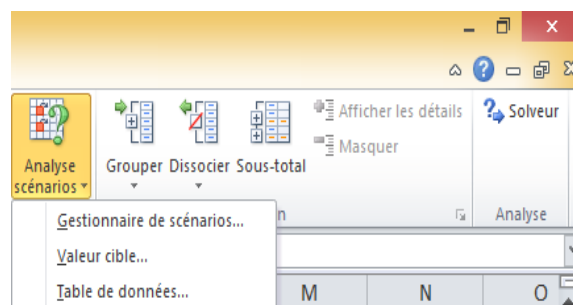 Afficher les détails
Solveur
Masquer
Analyse scénarios
Grouper
Dissocier
Sous-total
n
Analyse
Gestionnaire de scénarios...
Valeur cible...
Table de données...
M
N
O